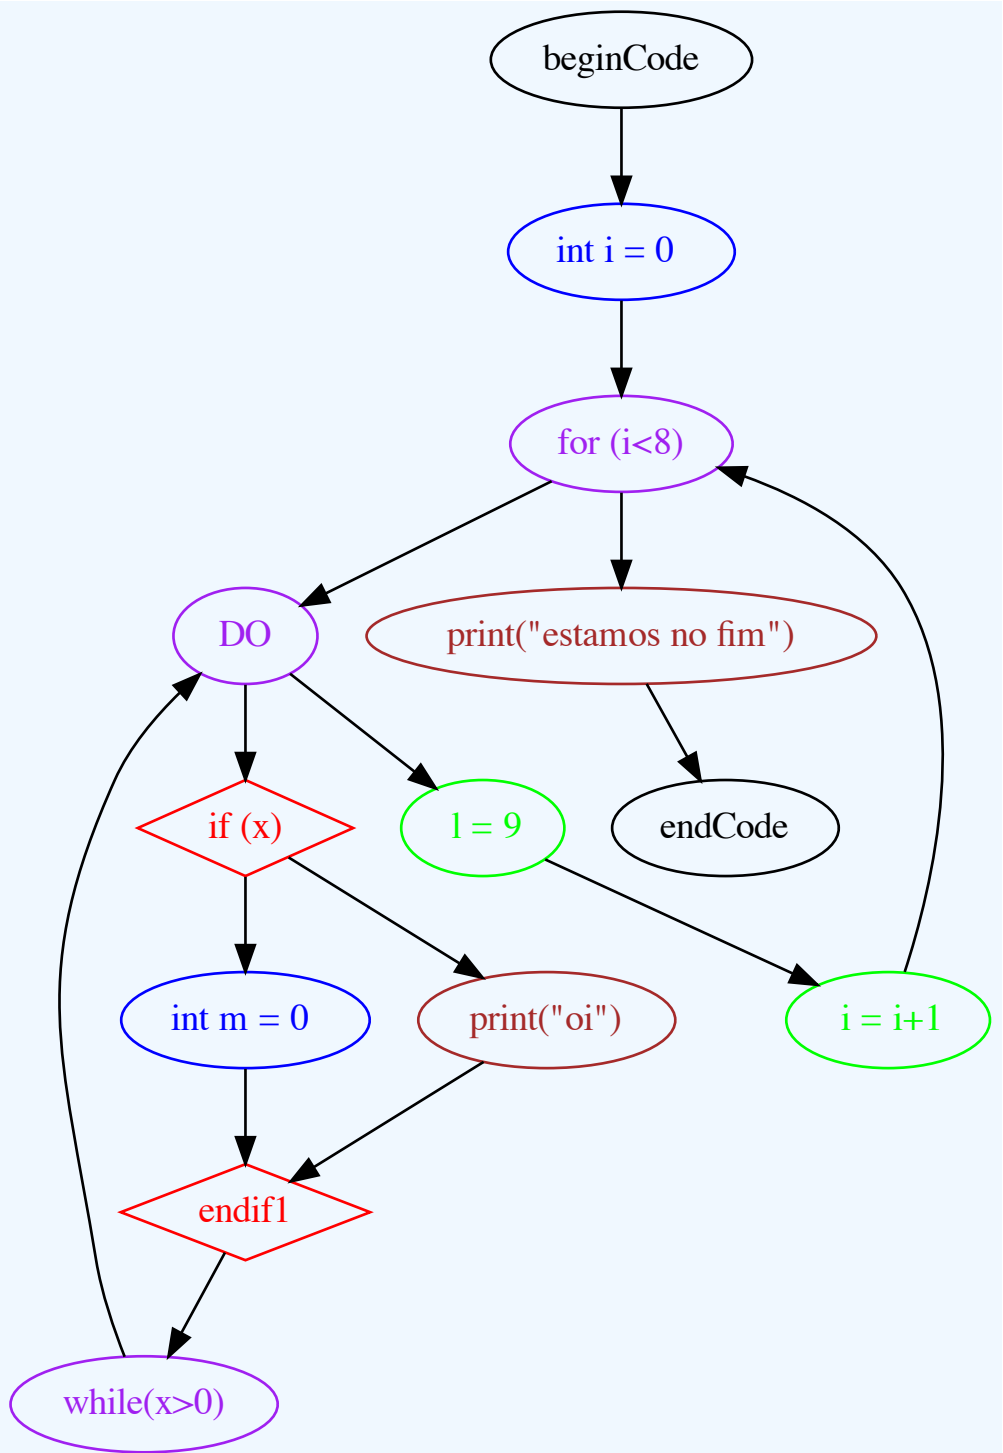 beginCode
int i = 0
for (i<8)
DO
print("estamos no fim")
if (x)
l = 9
endCode
int m = 0
print("oi")
i = i+1
endif1
while(x>0)